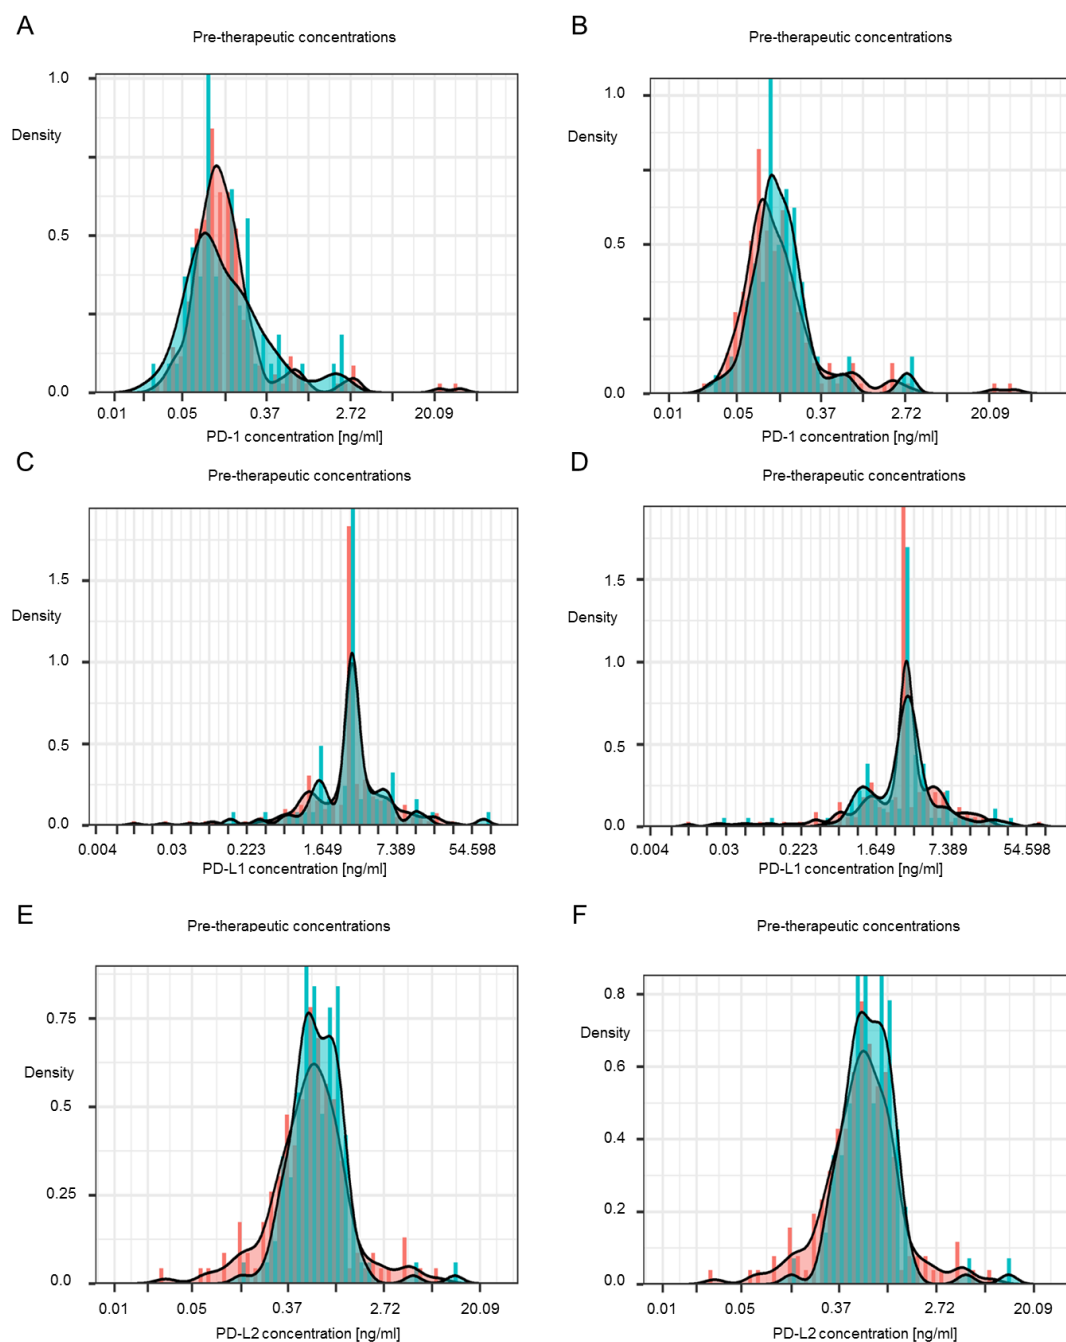 A
Pre-therapeutic concentrations
1.0
Density
0.5
0.0
0.01 0.05 0.37 2.72 20.09
PD-1 concentration [ng/ml]
B
Pre-therapeutic concentrations
1.0
Density
0.5
0.0
0.01 0.05 0.37 2.72 20.09
PD-1 concentration [ng/ml]
C
Pre-therapeutic concentrations
1.5
Density
1.0
0.5
0.0
0.004 0.03 0.223 1.649 7.389 54.598
PD-L1 concentration [ng/ml]
D
Pre-therapeutic concentrations
1.5
Density
1.0
0.5
0.0
0.004 0.03 0.223 1.649 7.389 54.598
PD-L1 concentration [ng/ml]
E
Pre-therapeutic concentrations
0.75
Density
0.5
0.25
0.0
0.01 0.05 0.37 2.72 20.09
PD-L2 concentration [ng/ml]
F
Pre-therapeutic concentrations
0.8
Density
0.6
0.4
0.2
0.0
0.01 0.05 0.37 2.72 20.09
PD-L2 concentration [ng/ml]